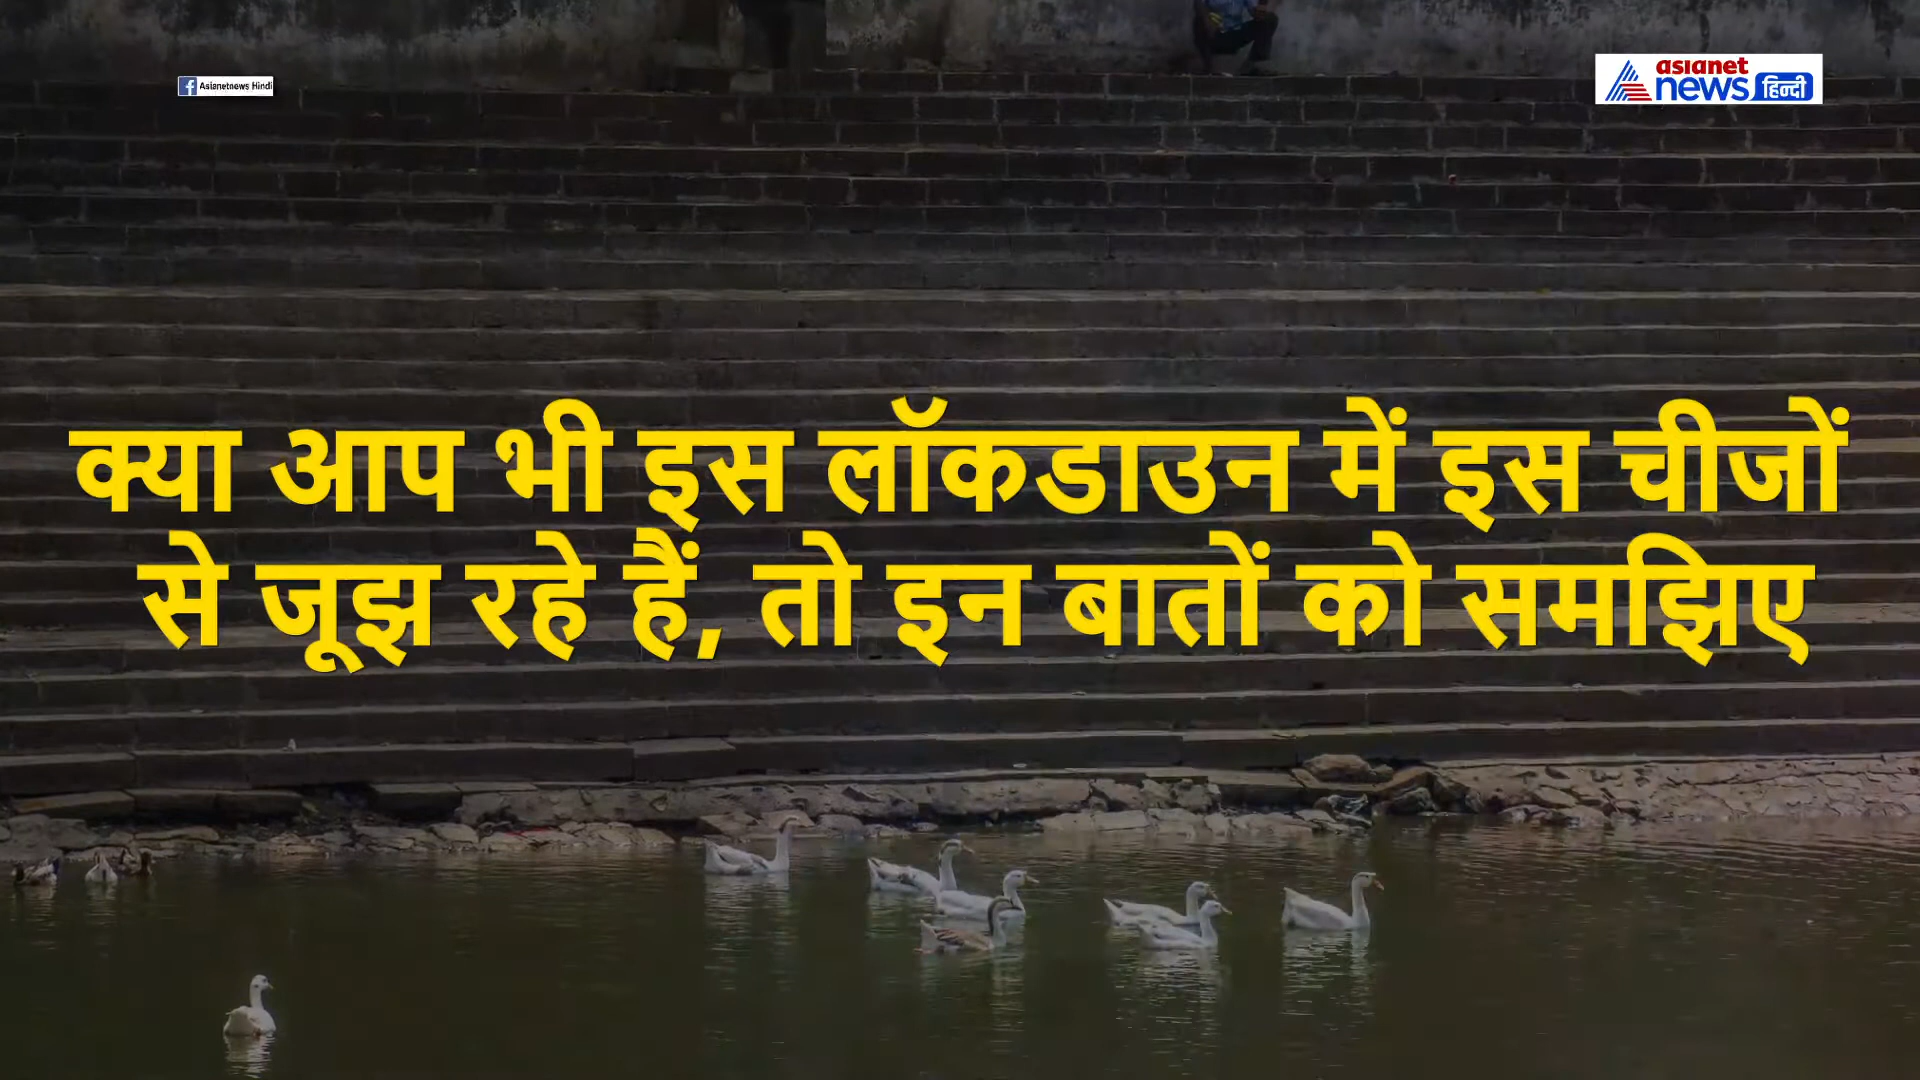 Asianetnews Hindi
asianet
news हिन्दी
क्या आप भी इस लॉकडाउन में इस चीजों
से जूझ रहे हैं, तो इन बातों को समझिए